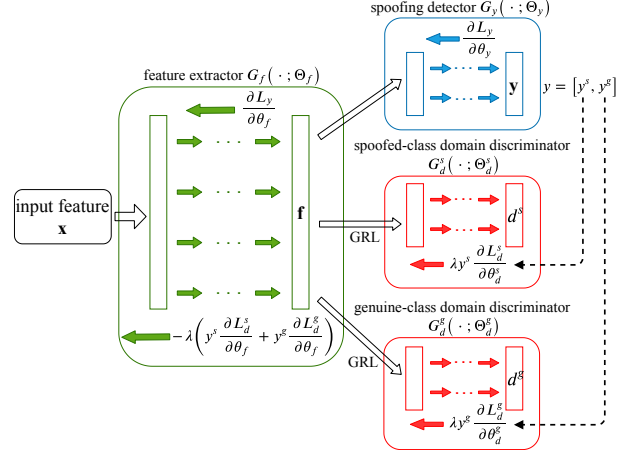 spoofing detector G_y( · ; Θ_y)
∂L_y / ∂θ_y
y
y = [y^s, y^g]
feature extractor G_f( · ; Θ_f)
∂L_y / ∂θ_f
· · ·
· · ·
· · ·
· · ·
f
input feature
x
−λ( y^s ∂L_d^s / ∂θ_f + y^g ∂L_d^g / ∂θ_f )
spoofed-class domain discriminator
G_d^s( · ; Θ_d^s)
d^s
GRL
λy^s ∂L_d^s / ∂θ_d^s
genuine-class domain discriminator
G_d^g( · ; Θ_d^g)
GRL
d^g
λy^g ∂L_d^g / ∂θ_d^g